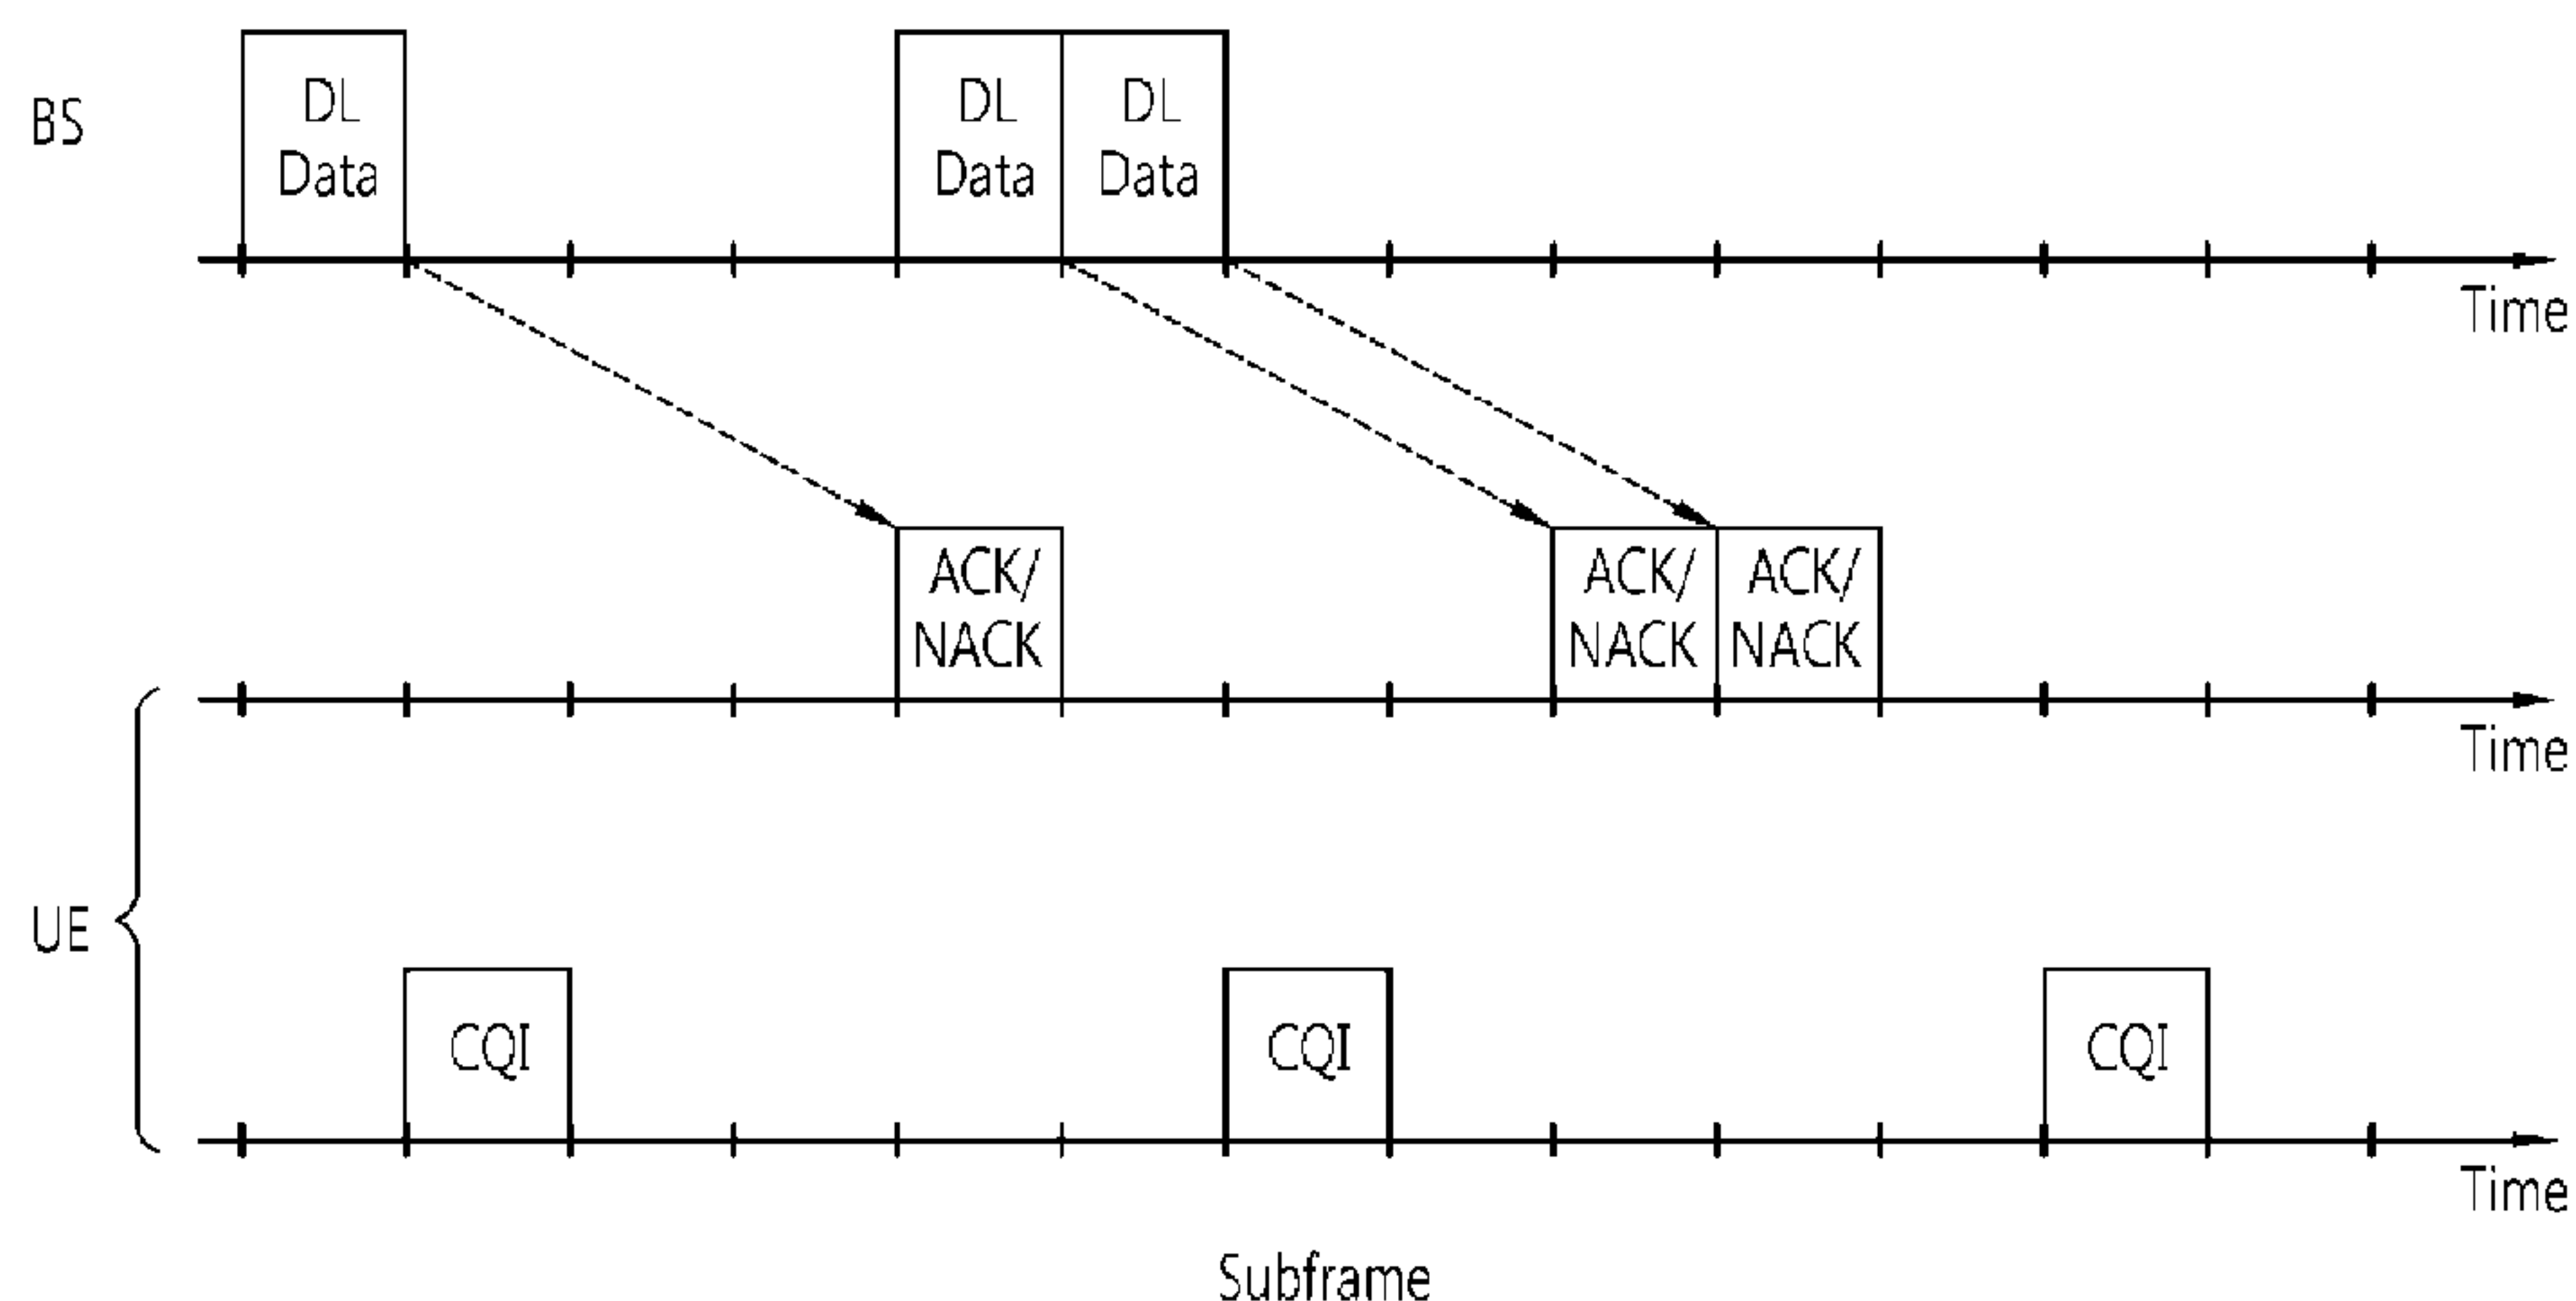 BS
DL
Data
DL
Data
DL
Data
Time
ACK/
NACK
ACK/
NACK
ACK/
NACK
Time
UE
CQI
CQI
CQI
Time
Subframe